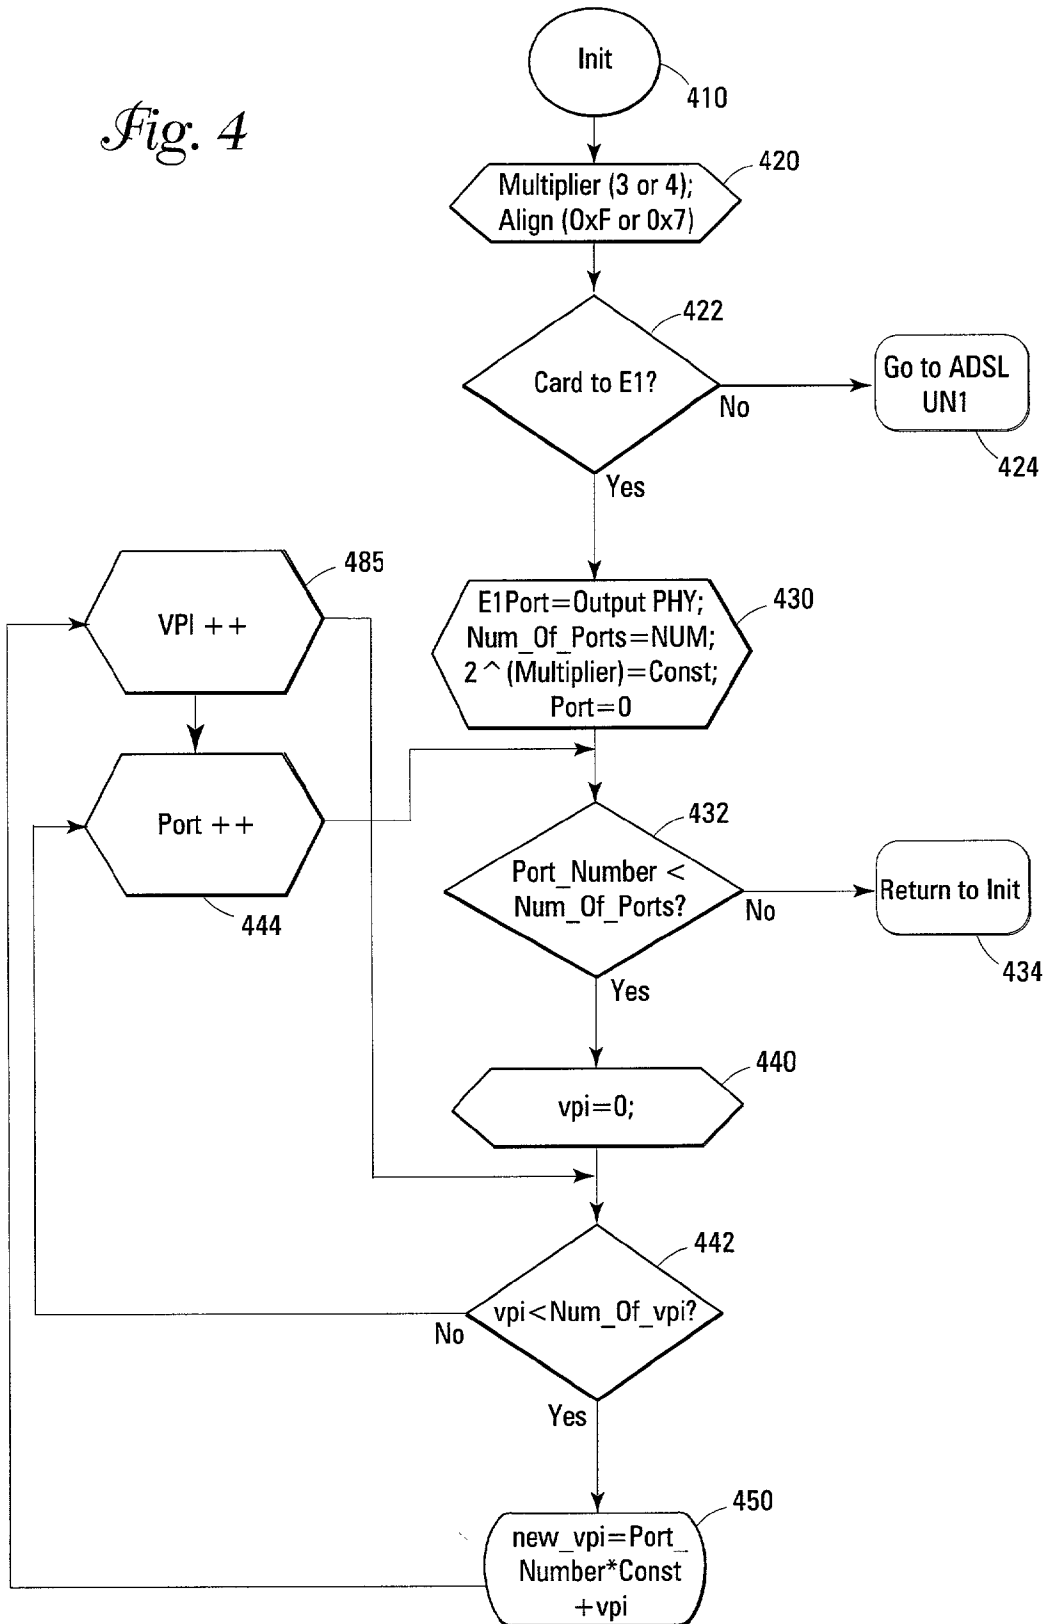 Fig. 4
Init
410
Multiplier (3 or 4);
Align (0xF or 0x7)
420
Card to E1?
422
No
Yes
Go to ADSL
UN1
424
VPI ++
485
E1Port=Output PHY;
Num_Of_Ports=NUM;
2^(Multiplier)=Const;
Port=0
430
Port ++
444
Port_Number <
Num_Of_Ports?
432
No
Yes
Return to Init
434
vpi=0;
440
vpi<Num_Of_vpi?
442
No
Yes
new_vpi=Port_
Number*Const
+vpi
450